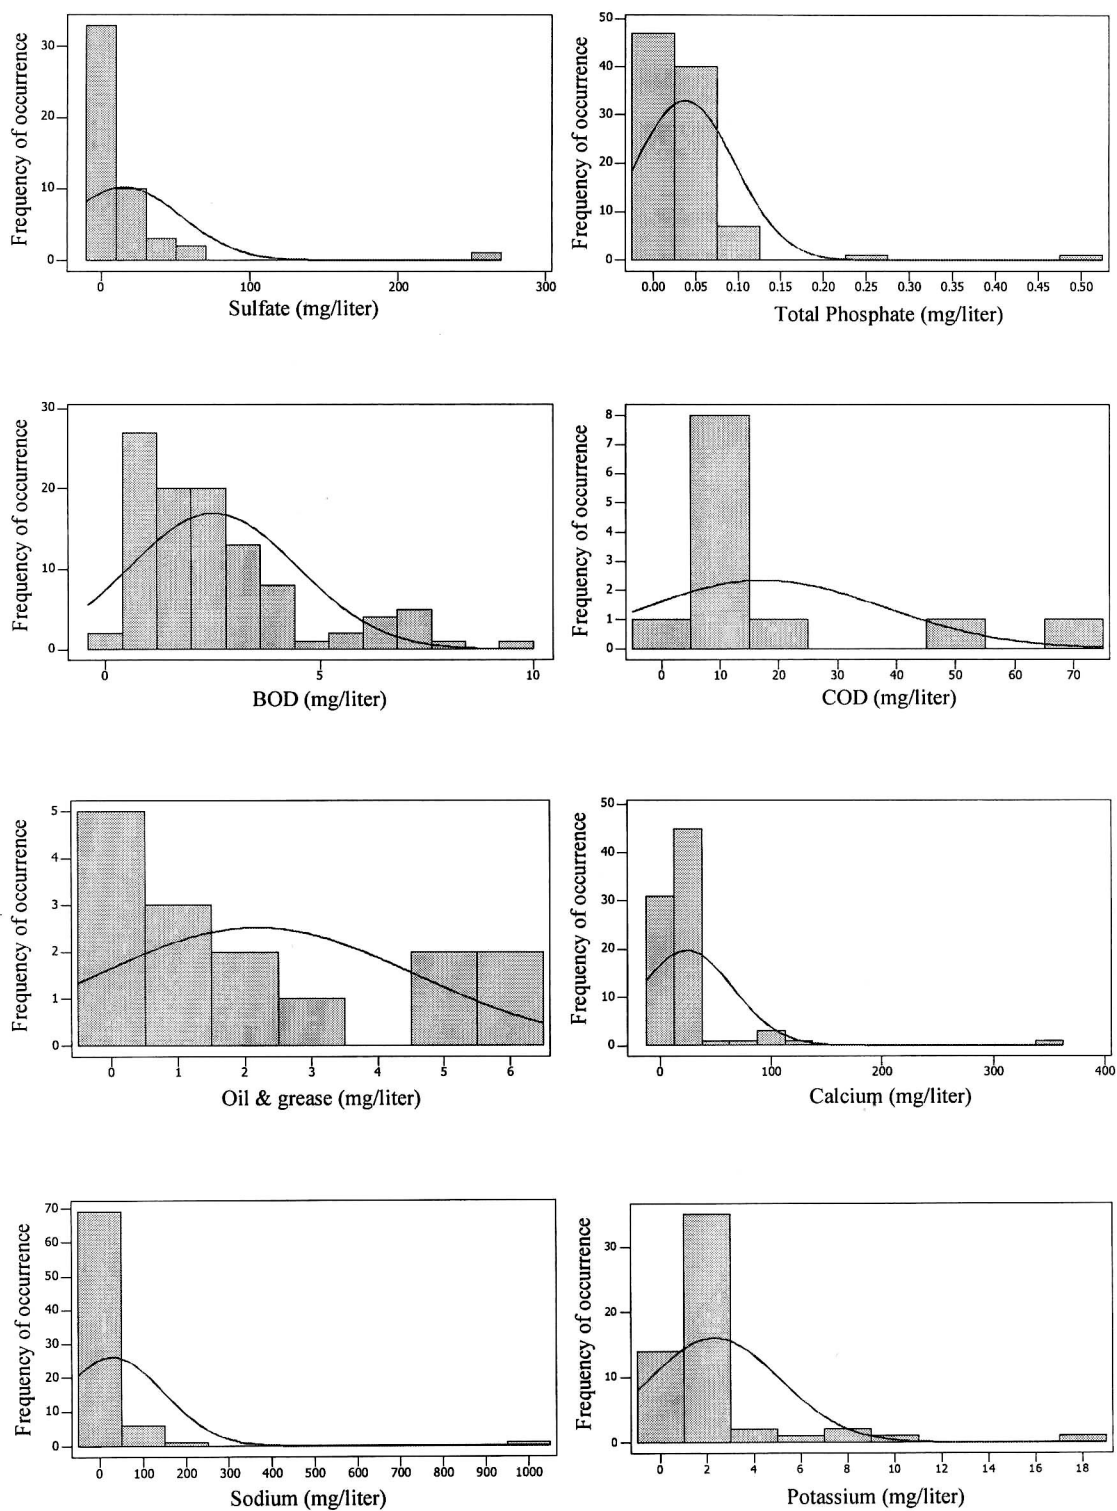 Frequency of occurrence
30
20
10
0
0 100 200 300
Sulfate (mg/liter)
Frequency of occurrence
50
40
30
20
10
0
0.00 0.05 0.10 0.15 0.20 0.25 0.30 0.35 0.40 0.45 0.50
Total Phosphate (mg/liter)
Frequency of occurrence
30
20
10
0
0 5 10
BOD (mg/liter)
Frequency of occurrence
8
7
6
5
4
3
2
1
0
0 10 20 30 40 50 60 70
COD (mg/liter)
Frequency of occurrence
5
4
3
2
1
0
0 1 2 3 4 5 6
Oil & grease (mg/liter)
Frequency of occurrence
50
40
30
20
10
0
0 100 200 300 400
Calcium (mg/liter)
Frequency of occurrence
70
60
50
40
30
20
10
0
0 100 200 300 400 500 600 700 800 900 1000
Sodium (mg/liter)
Frequency of occurrence
30
20
10
0
0 2 4 6 8 10 12 14 16 18
Potassium (mg/liter)